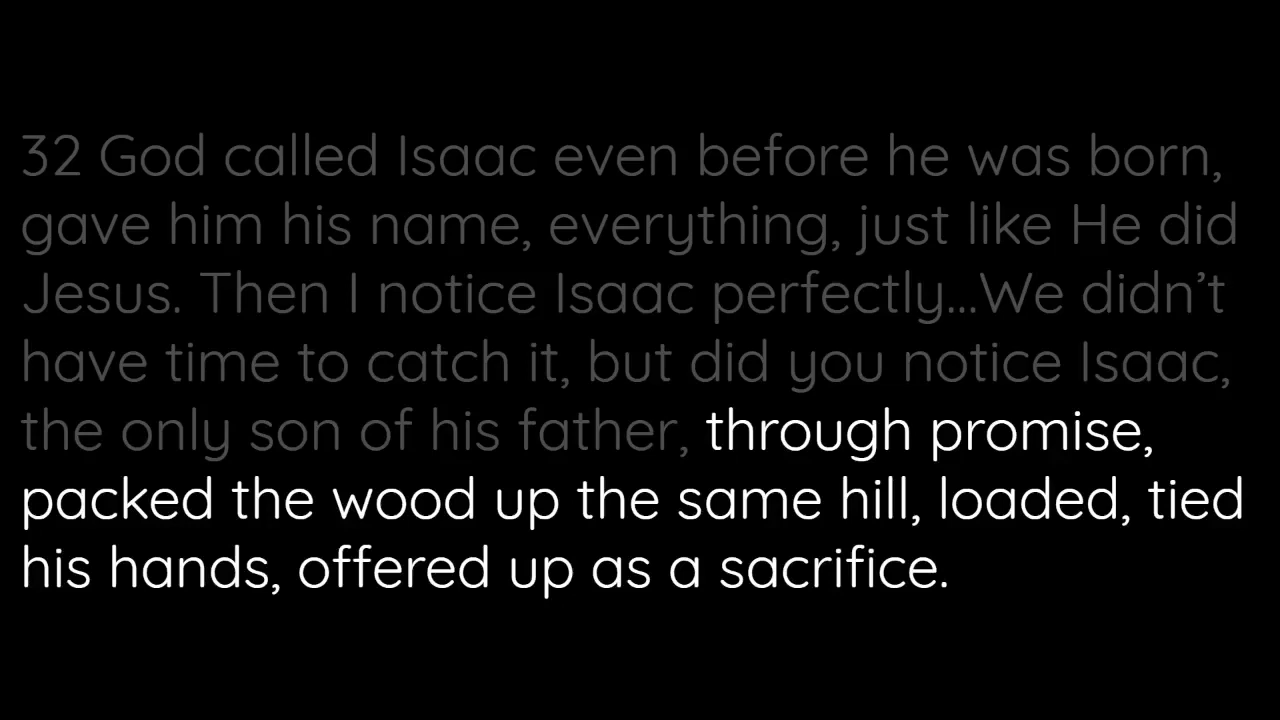 32 God called Isaac even before he was born,
gave him his name, everything, just like He did
Jesus. Then I notice Isaac perfectly...We didn’t
have time to catch it, but did you notice Isaac,
the only son of his father, through promise,
packed the wood up the same hill, loaded, tied
his hands, offered up as a sacrifice.